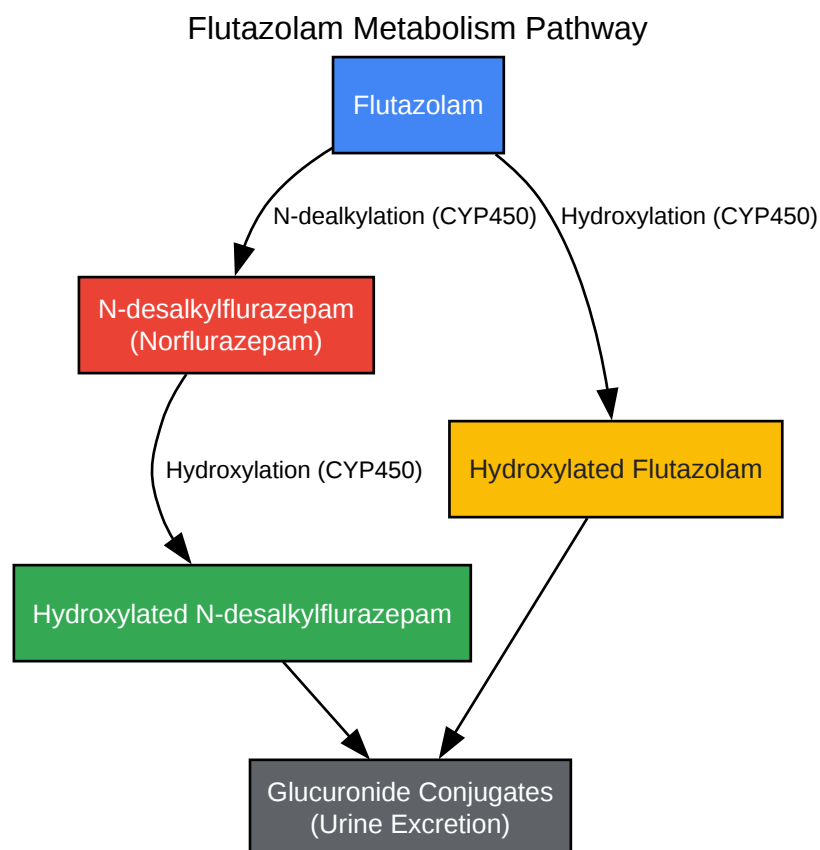 Flutazolam Metabolism Pathway
Flutazolam
N-dealkylation (CYP450)
Hydroxylation (CYP450)
N-desalkylflurazepam
(Norflurazepam)
Hydroxylation (CYP450)
Hydroxylated Flutazolam
Hydroxylated N-desalkylflurazepam
Glucuronide Conjugates
(Urine Excretion)